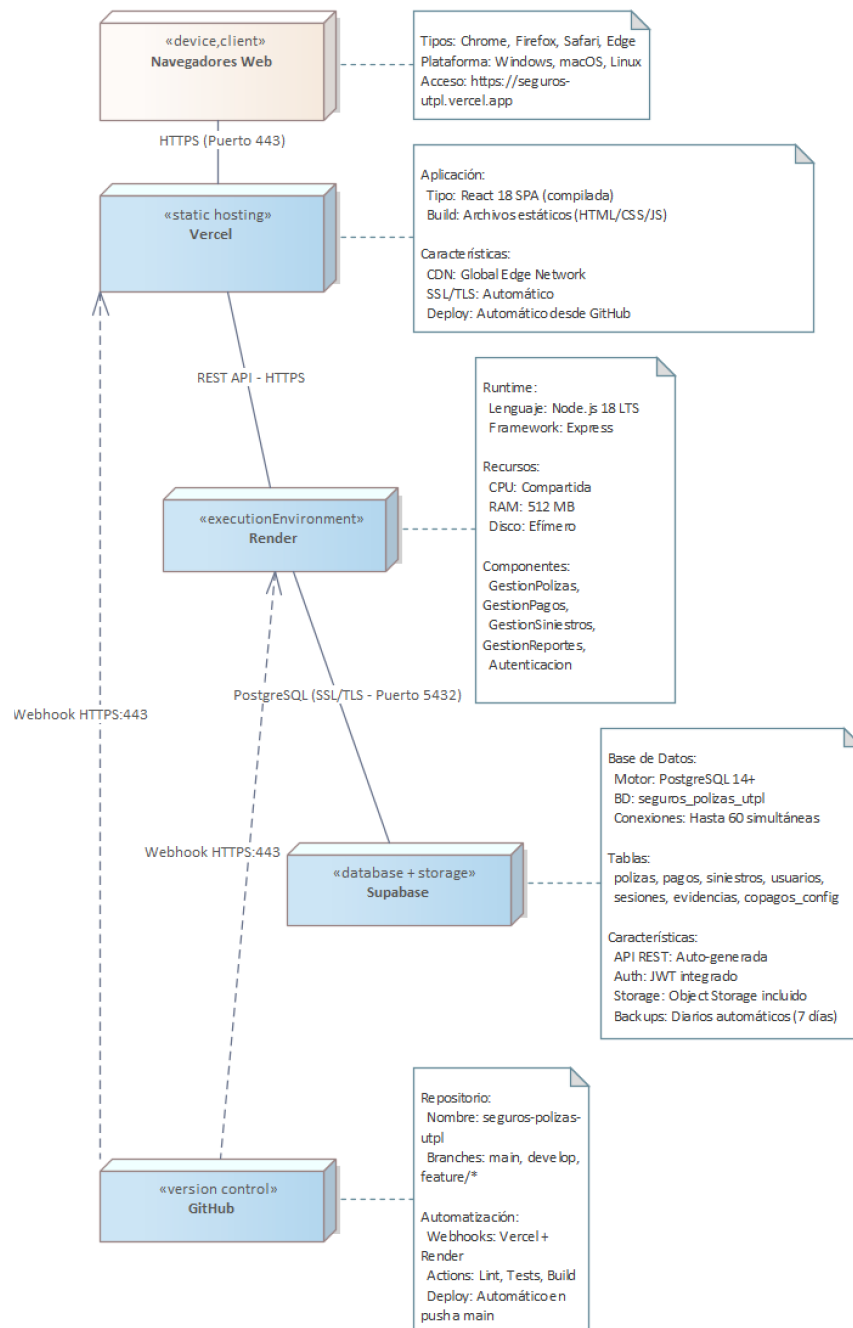 «device,client»
Navegadores Web
Tipos: Chrome, Firefox, Safari, Edge
Plataforma: Windows, macOS, Linux
Acceso: https://seguros-
utpl.vercel.app
HTTPS (Puerto 443)
«static hosting»
Vercel
Aplicación:
Tipo: React 18 SPA (compilada)
Build: Archivos estáticos (HTML/CSS/JS)
Características:
CDN: Global Edge Network
SSL/TLS: Automático
Deploy: Automático desde GitHub
REST API - HTTPS
Runtime:
Lenguaje: Node.js 18 LTS
Framework: Express
Recursos:
CPU: Compartida
RAM: 512 MB
Disco: Efímero
Componentes:
GestionPolizas,
GestionPagos,
GestionSiniestros,
GestionReportes,
Autenticacion
«executionEnvironment»
Render
PostgreSQL (SSL/TLS - Puerto 5432)
Webhook HTTPS:443
Webhook HTTPS:443
Base de Datos:
Motor: PostgreSQL 14+
BD: seguros_polizas_utpl
Conexiones: Hasta 60 simultáneas
Tablas:
polizas, pagos, siniestros, usuarios,
sesiones, evidencias, copagos_config
Características:
API REST: Auto-generada
Auth: JWT integrado
Storage: Object Storage incluido
Backups: Diarios automáticos (7 días)
«database + storage»
Supabase
Repositorio:
Nombre: seguros-polizas-
utpl
Branches: main, develop,
feature/*
Automatización:
Webhooks: Vercel +
Render
Actions: Lint, Tests, Build
Deploy: Automático en
push a main
«version control»
GitHub